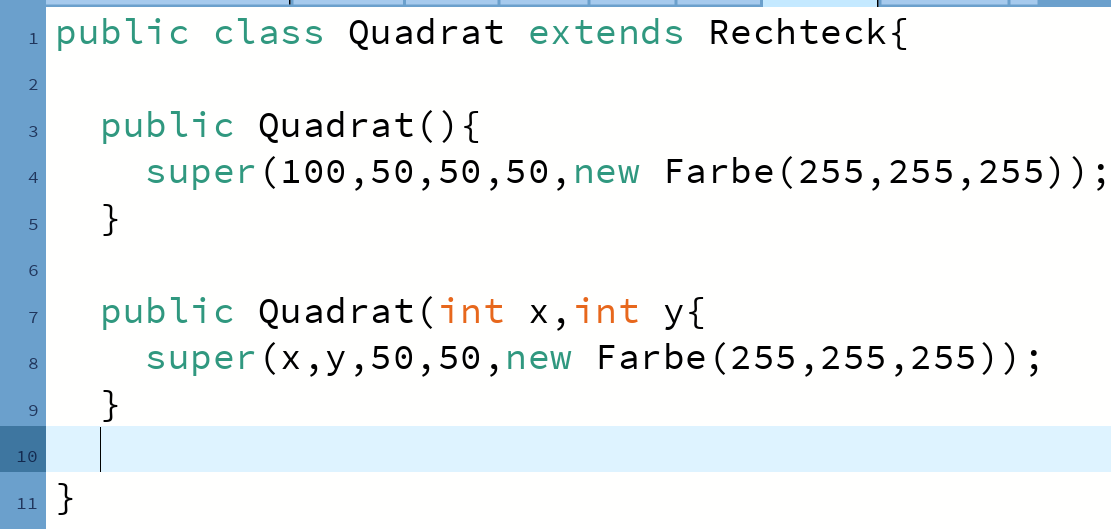 1 public class Quadrat extends Rechteck{
2
3 public Quadrat(){
4 super(100,50,50,50,new Farbe(255,255,255));
5 }
6
7 public Quadrat(int x,int y{
8 super(x,y,50,50,new Farbe(255,255,255));
9 }
10
11 }